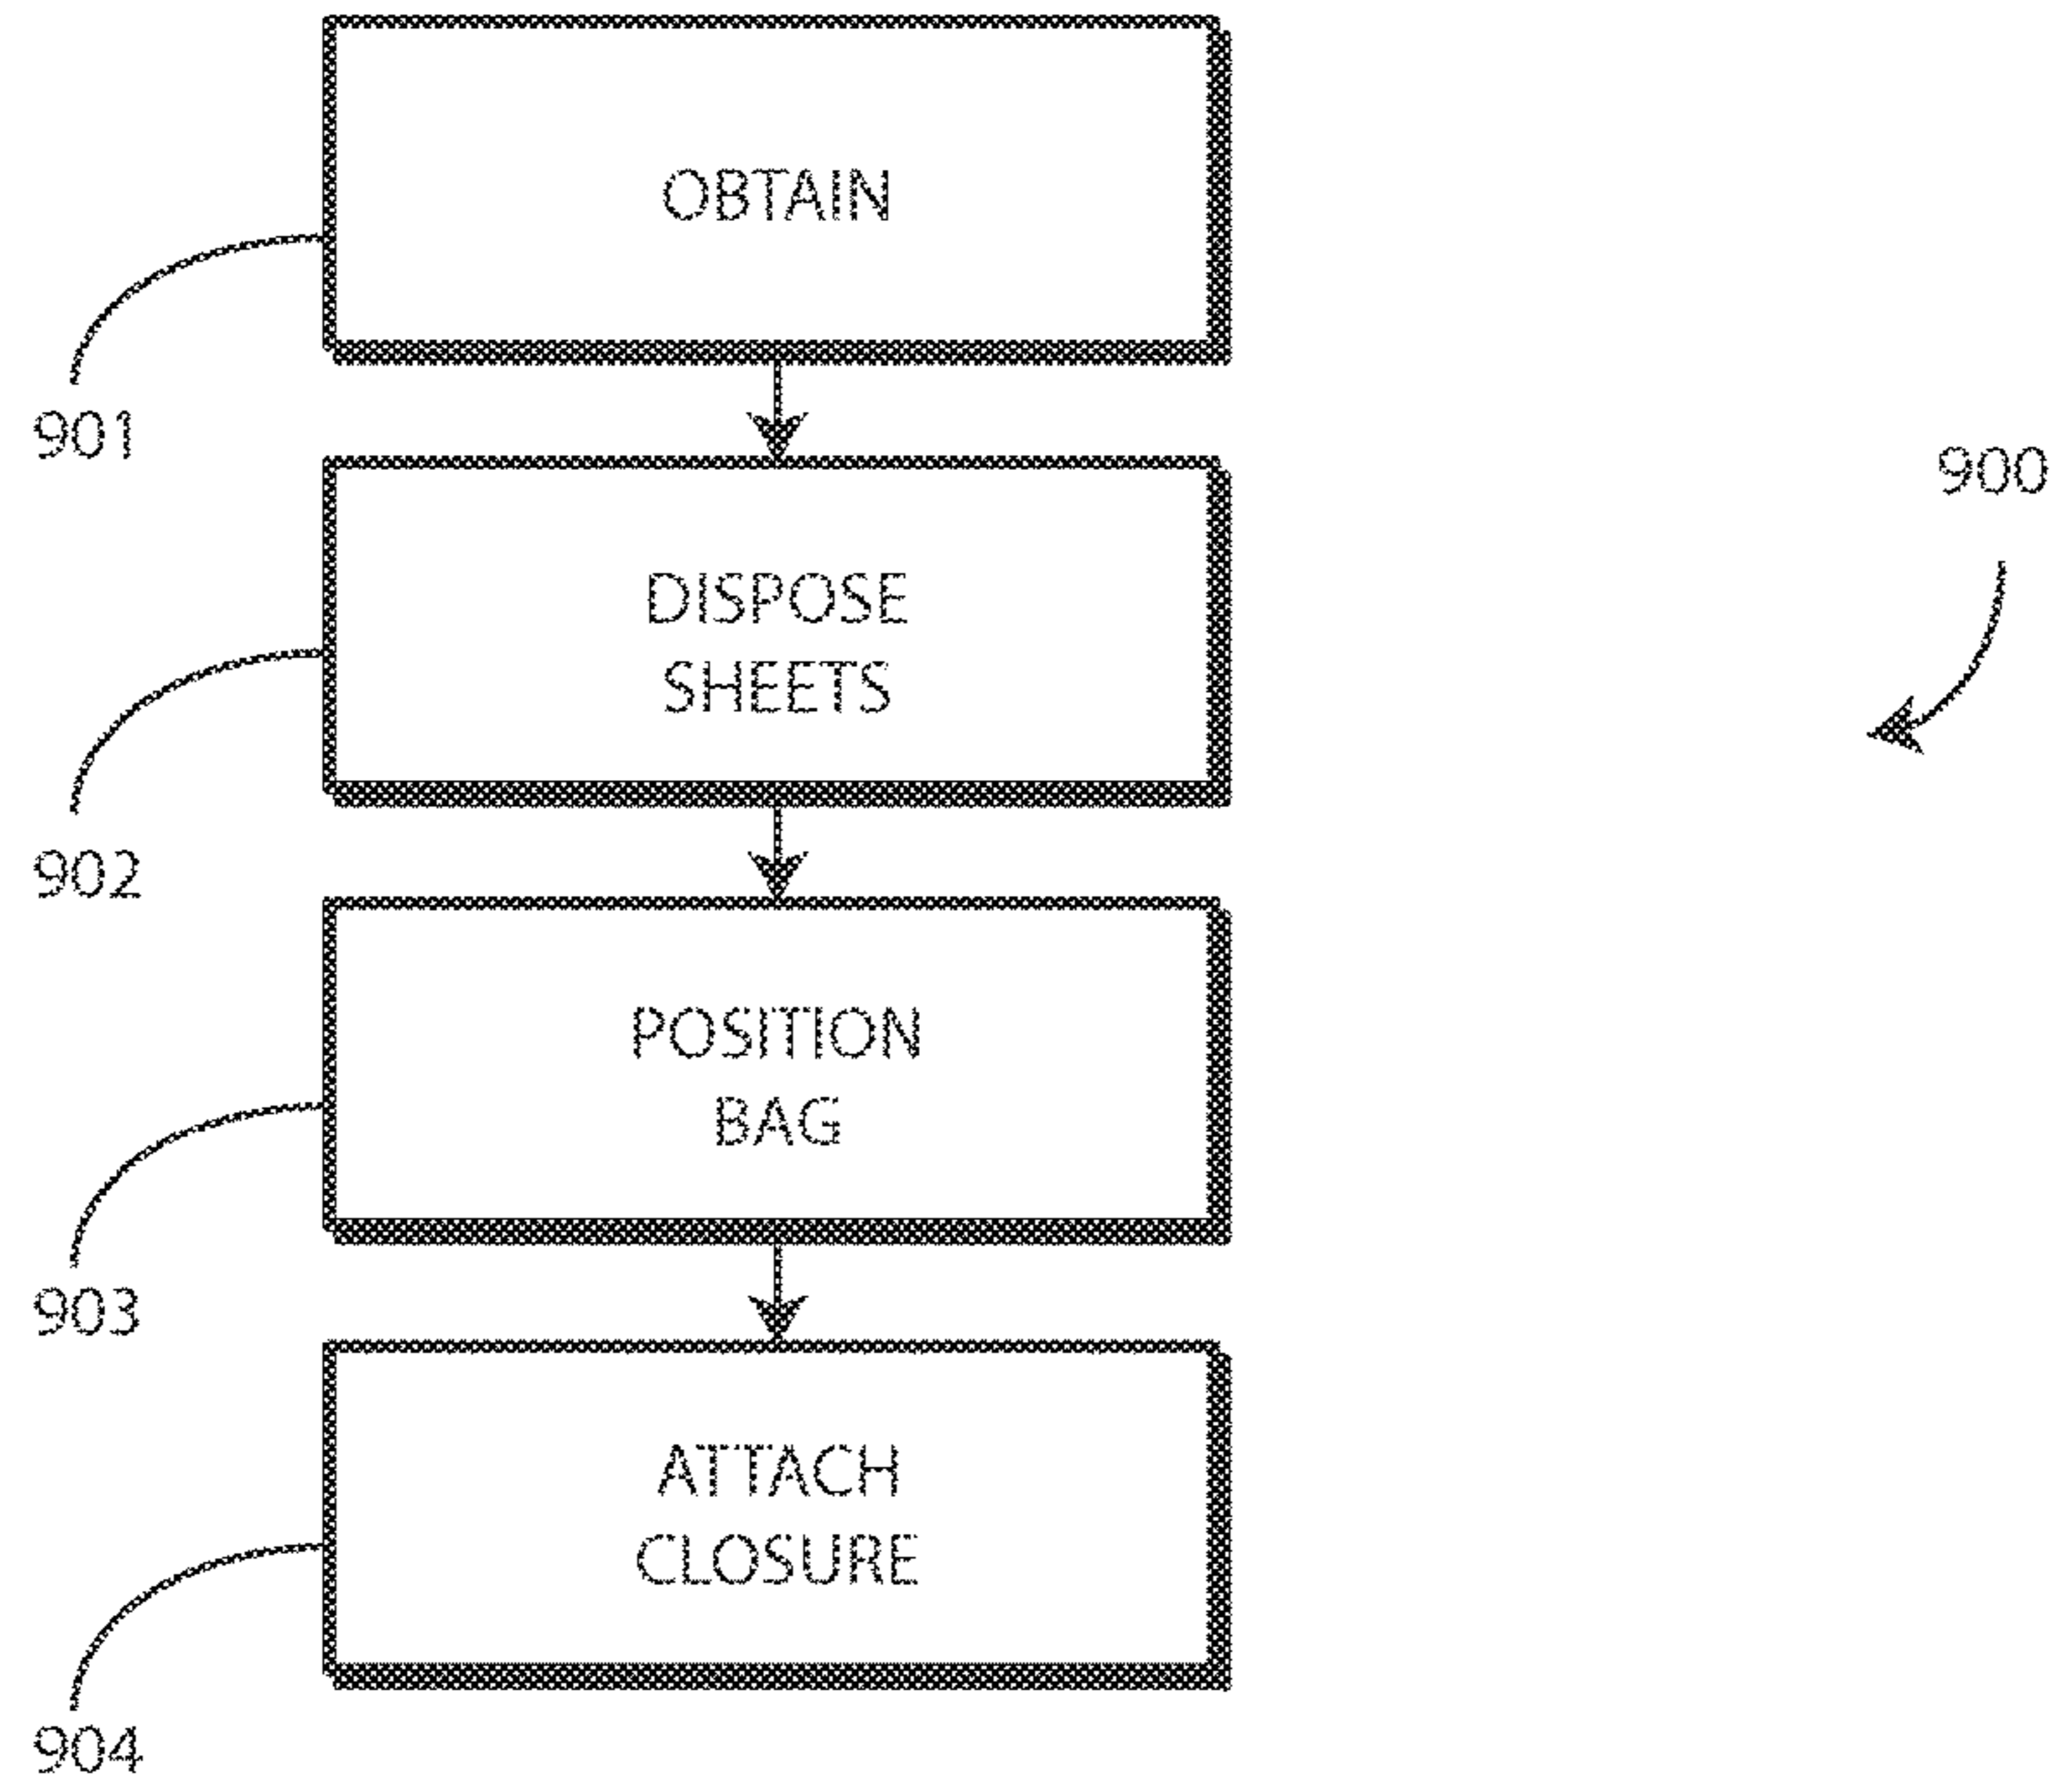 OBTAIN
901
900
DISPOSE
SHEETS
902
POSITION
BAG
903
ATTACH
CLOSURE
904